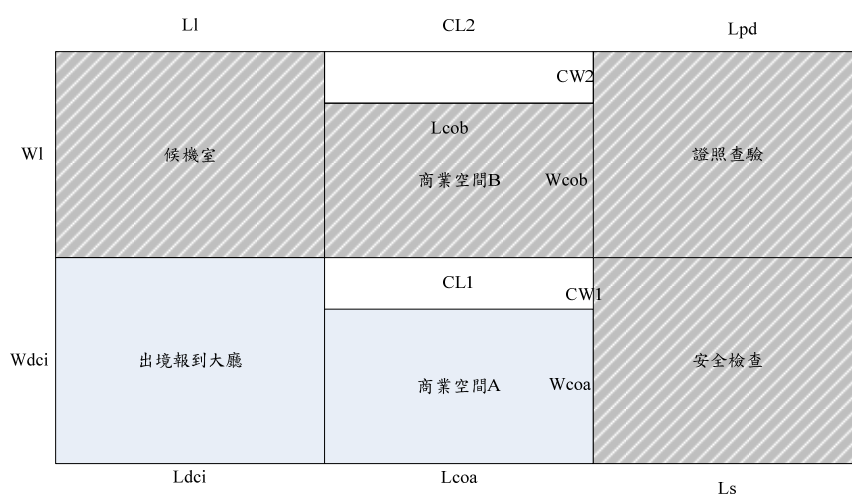 Ll
CL2
Lpd
CW2
Lcob
Wl
候機室
商業空間B
Wcob
證照查驗
CL1
CW1
Wdci
出境報到大廳
商業空間A
Wcoa
安全檢查
Ldci
Lcoa
Ls